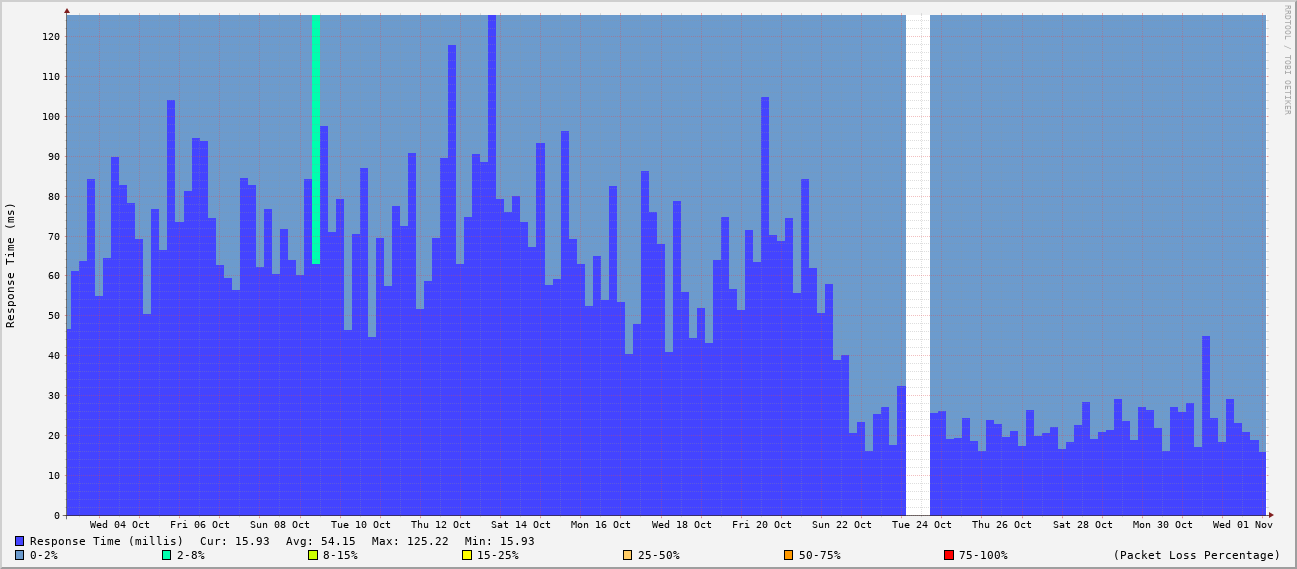 RRDTOOL / TOBI OETIKER
Response Time (ms)
120
110
100
90
80
70
60
50
40
30
20
10
0
Wed 04 Oct Fri 06 Oct Sun 08 Oct Tue 10 Oct Thu 12 Oct Sat 14 Oct Mon 16 Oct Wed 18 Oct Fri 20 Oct Sun 22 Oct Tue 24 Oct Thu 26 Oct Sat 28 Oct Mon 30 Oct Wed 01 Nov
Response Time (millis) Cur: 15.93 Avg: 54.15 Max: 125.22 Min: 15.93
0-2% 2-8% 8-15% 15-25% 25-50% 50-75% 75-100% (Packet Loss Percentage)